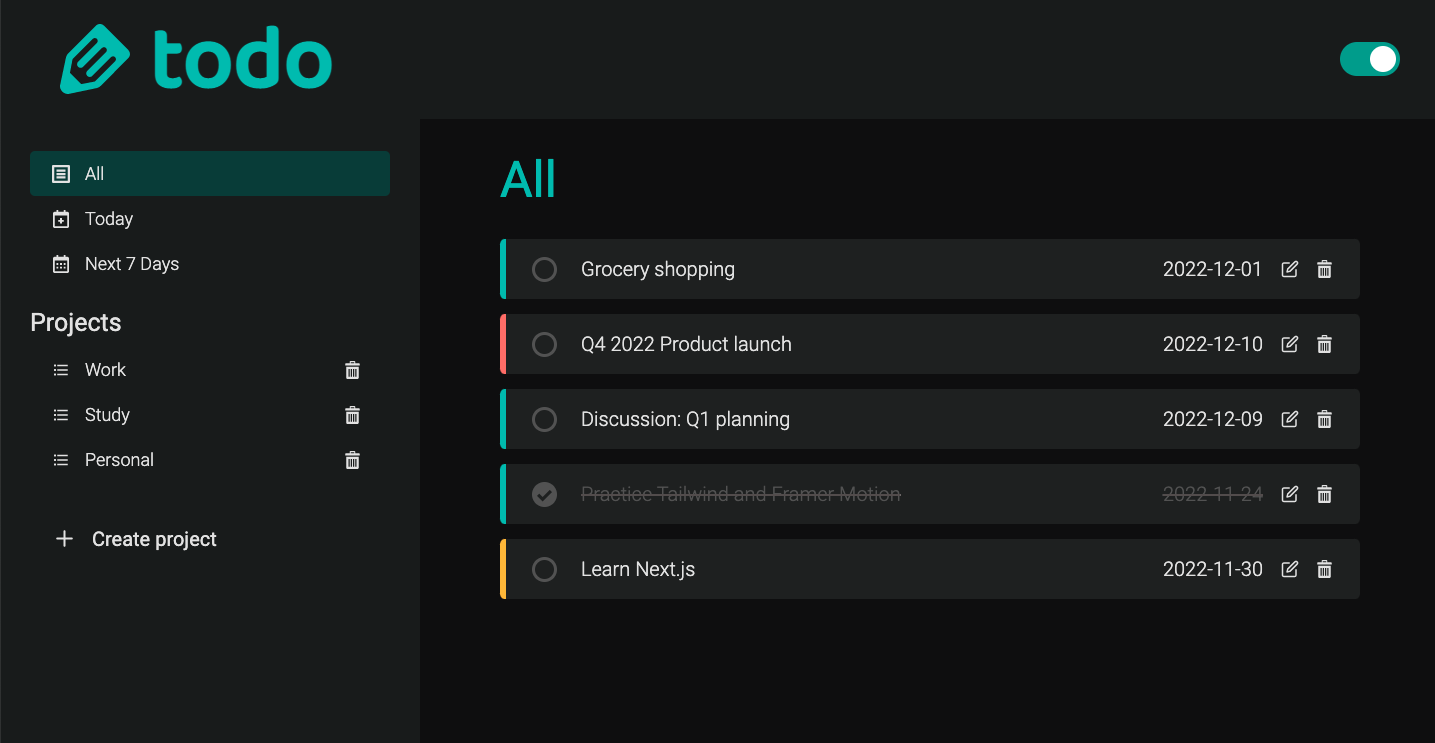 todo
All
Today
Next 7 Days
Projects
Work
Study
Personal
Create project
All
Grocery shopping 2022-12-01
Q4 2022 Product launch 2022-12-10
Discussion: Q1 planning 2022-12-09
Practice Tailwind and Framer Motion 2022-11-24
Learn Next.js 2022-11-30